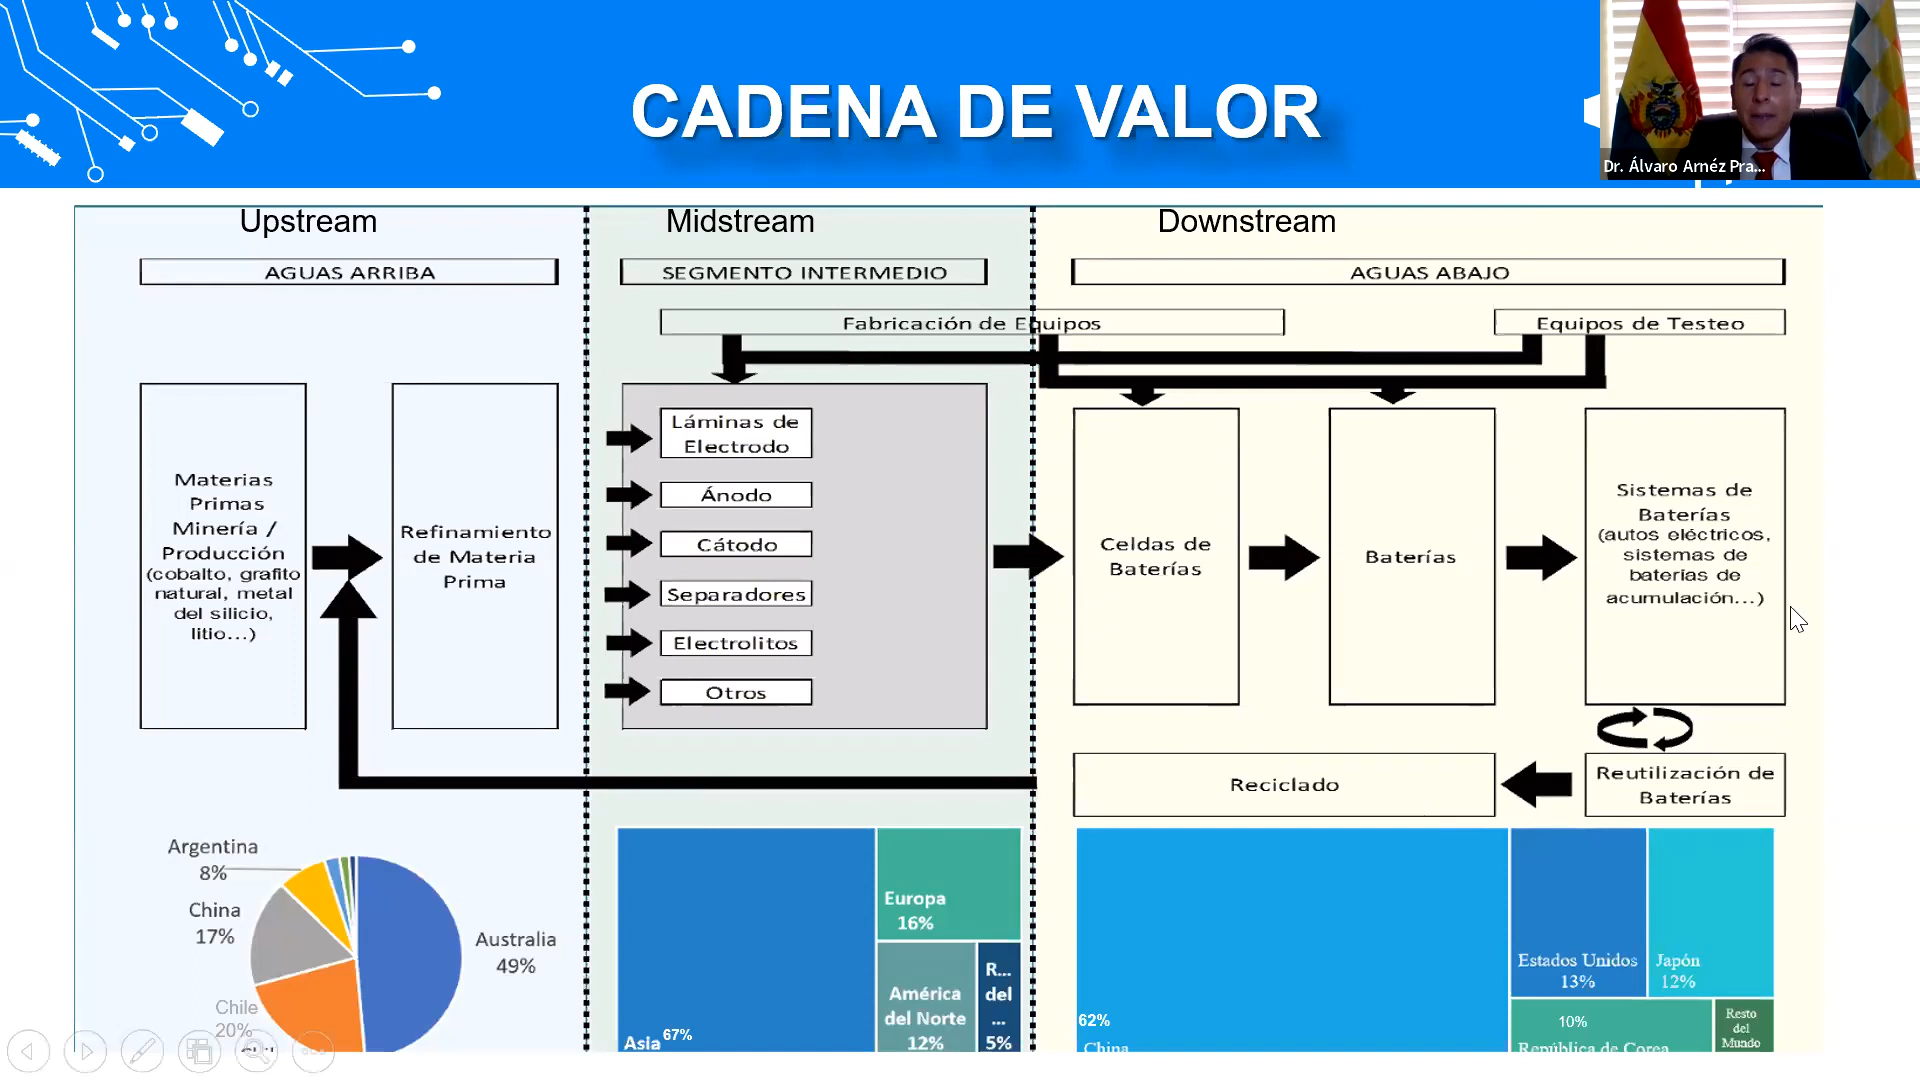 CADENA DE VALOR
Dr. Álvaro Arnéz Pra...
Upstream
Midstream
Downstream
AGUAS ARRIBA
SEGMENTO INTERMEDIO
AGUAS ABAJO
Fabricación de Equipos
Equipos de Testeo
Materias
Primas
Minería /
Producción
(cobalto, grafito
natural, metal
del silicio,
litio...)
Refinamiento
de Materia
Prima
Láminas de
Electrodo
Ánodo
Cátodo
Separadores
Electrolitos
Otros
Celdas de
Baterías
Baterías
Sistemas de
Baterías
(autos eléctricos,
sistemas de
baterias de
acumulación...)
Reciclado
Reutilización de
Baterías
Argentina
8%
China
17%
Australia
49%
Chile
20%
Asia 67%
Europa
16%
América
del Norte
12%
R...
del
...
5%
62%
China
Estados Unidos
13%
Japón
12%
10%
República de Corea
Resto
del
Mundo